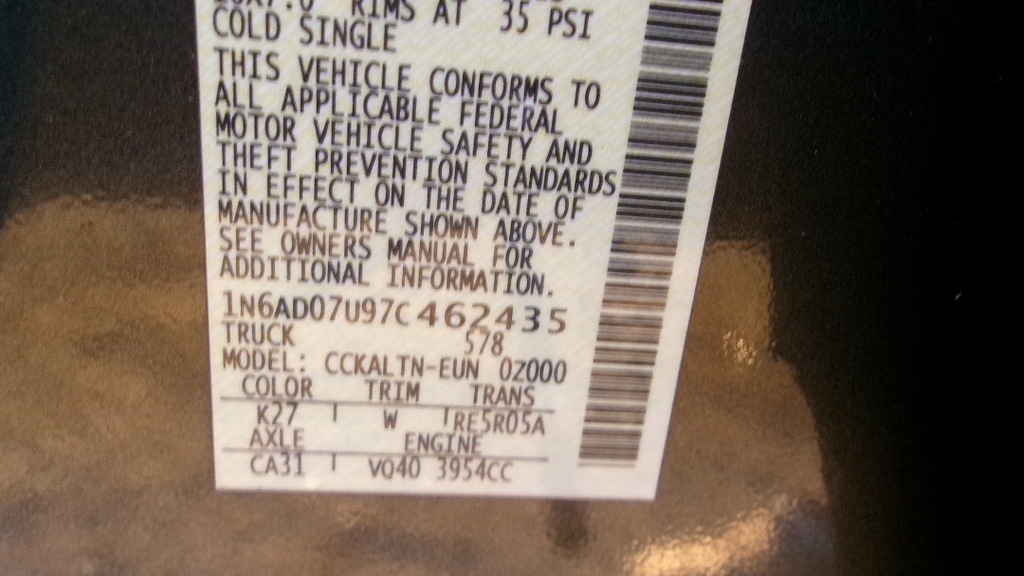 RIMS AT 35 PSI
COLD SINGLE
THIS VEHICLE CONFORMS TO
ALL APPLICABLE FEDERAL
MOTOR VEHICLE SAFETY AND
THEFT PREVENTION STANDARDS
IN EFFECT ON THE DATE OF
MANUFACTURE SHOWN ABOVE.
SEE OWNERS MANUAL FOR
ADDITIONAL INFORMATION.
1N6AD07U97C462435
TRUCK 578
MODEL: CCKALTN-EUN 0Z000
COLOR TRIM TRANS
K27 W RE5R05A
AXLE ENGINE
CA31 VQ40 3954CC